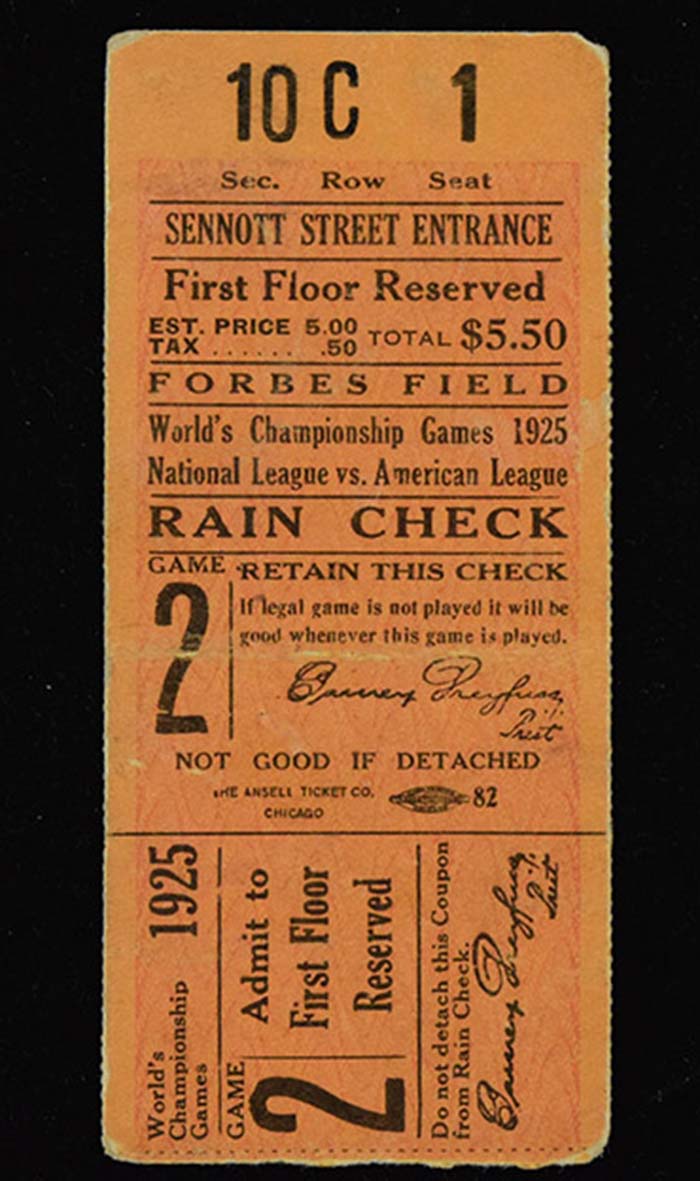 10 C 1
Sec. Row Seat
SENNOTT STREET ENTRANCE
First Floor Reserved
EST. PRICE 5.00
TAX ...... .50
TOTAL $5.50
FORBES FIELD
World's Championship Games 1925
National League vs. American League
RAIN CHECK
GAME
2
RETAIN THIS CHECK
If legal game is not played it will be
good whenever this game is played.
Barney Dreyfuss
Prest
NOT GOOD IF DETACHED
THE ANSELL TICKET CO.
CHICAGO
82
1925
World's
Championship
Games
Admit to
First Floor
Reserved
GAME
2
Do not detach this Coupon
from Rain Check.
Barney Dreyfuss
Prest